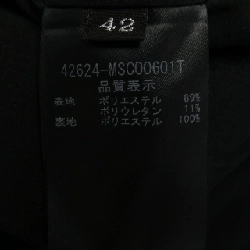 42
42624-MSC00601T
品質表示
表地 ポリエステル 89%
ポリウレタン 11%
裏地 ポリエステル 100%